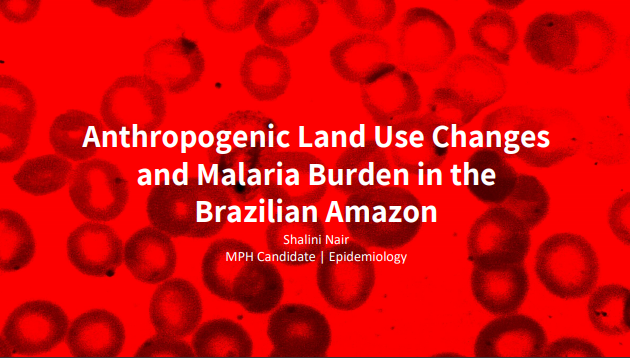 Anthropogenic Land Use Changes
and Malaria Burden in the
Brazilian Amazon
Shalini Nair
MPH Candidate | Epidemiology